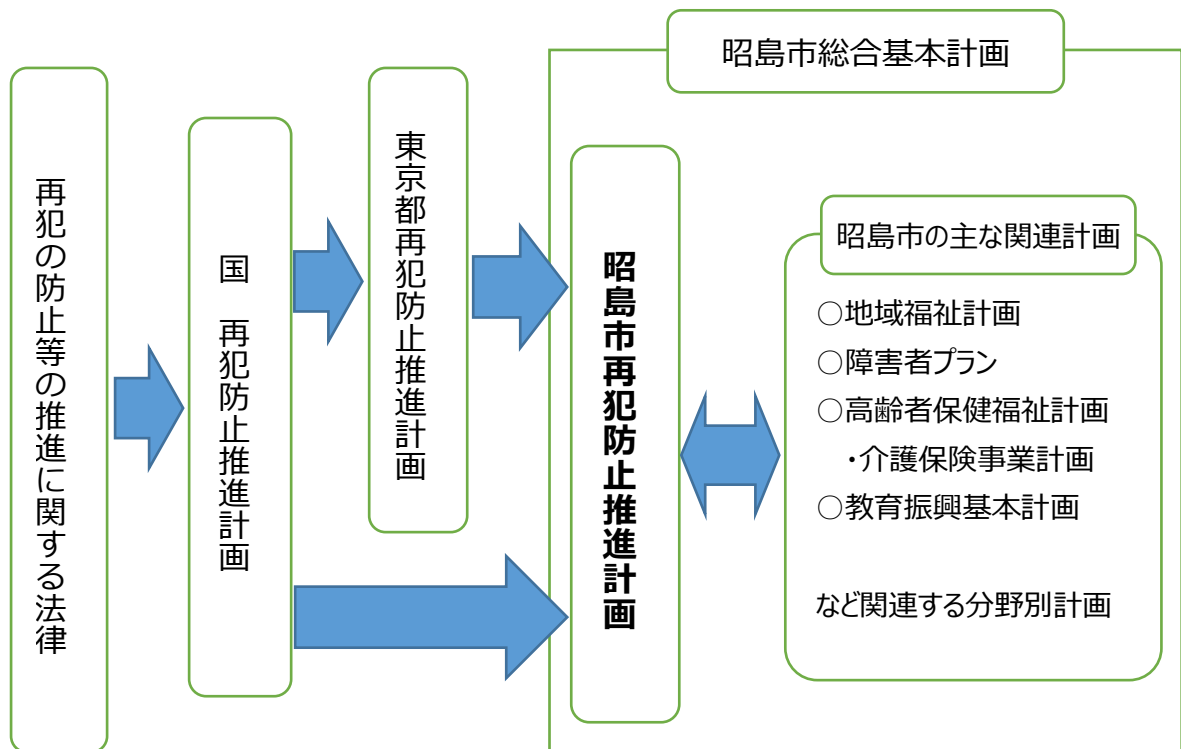 再犯の防止等の推進に関する法律
国　再犯防止推進計画
東京都再犯防止推進計画
昭島市総合基本計画
昭島市再犯防止推進計画
昭島市の主な関連計画
○地域福祉計画
○障害者プラン
○高齢者保健福祉計画
・介護保険事業計画
○教育振興基本計画
など関連する分野別計画